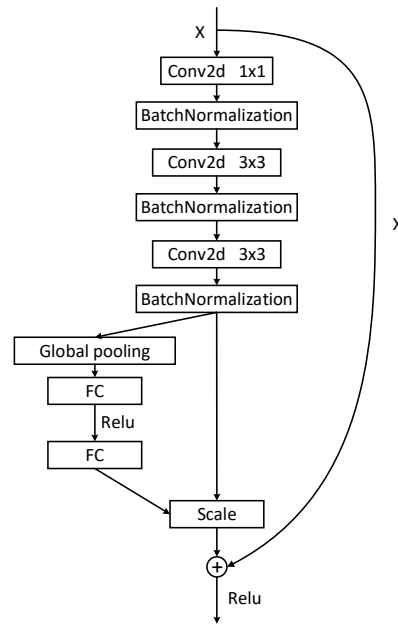 X
Conv2d 1x1
BatchNormalization
Conv2d 3x3
BatchNormalization
X
Conv2d 3x3
BatchNormalization
Global pooling
FC
Relu
FC
Scale
+
Relu